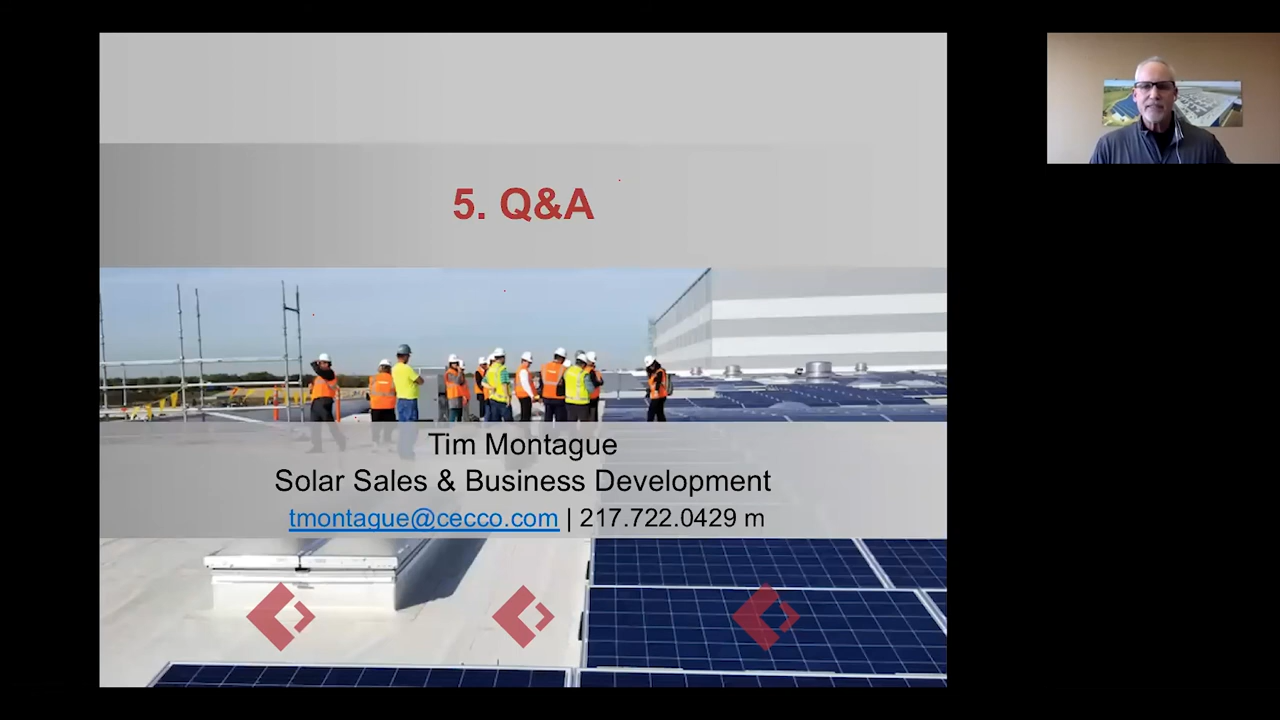 5. Q&A
Tim Montague
Solar Sales & Business Development
tmontague@cecco.com | 217.722.0429 m